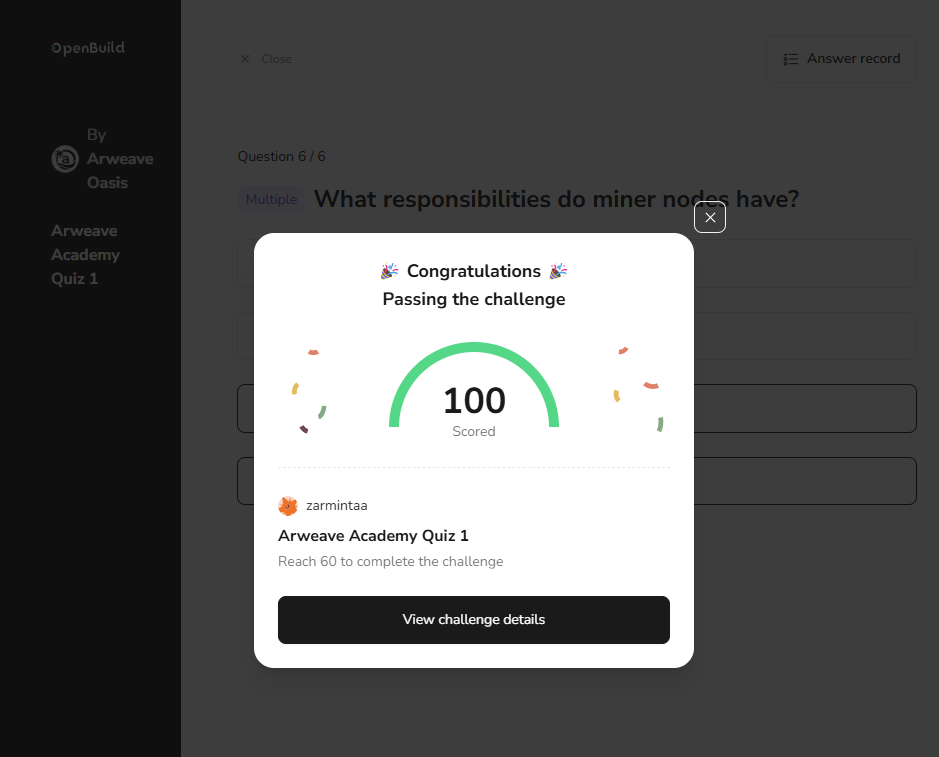 OpenBuild
Close
Answer record
By
Arweave
Oasis
Arweave
Academy
Quiz 1
Question 6 / 6
Multiple
What responsibilities do miner nodes have?
Congratulations
Passing the challenge
100
Scored
zarmintaa
Arweave Academy Quiz 1
Reach 60 to complete the challenge
View challenge details